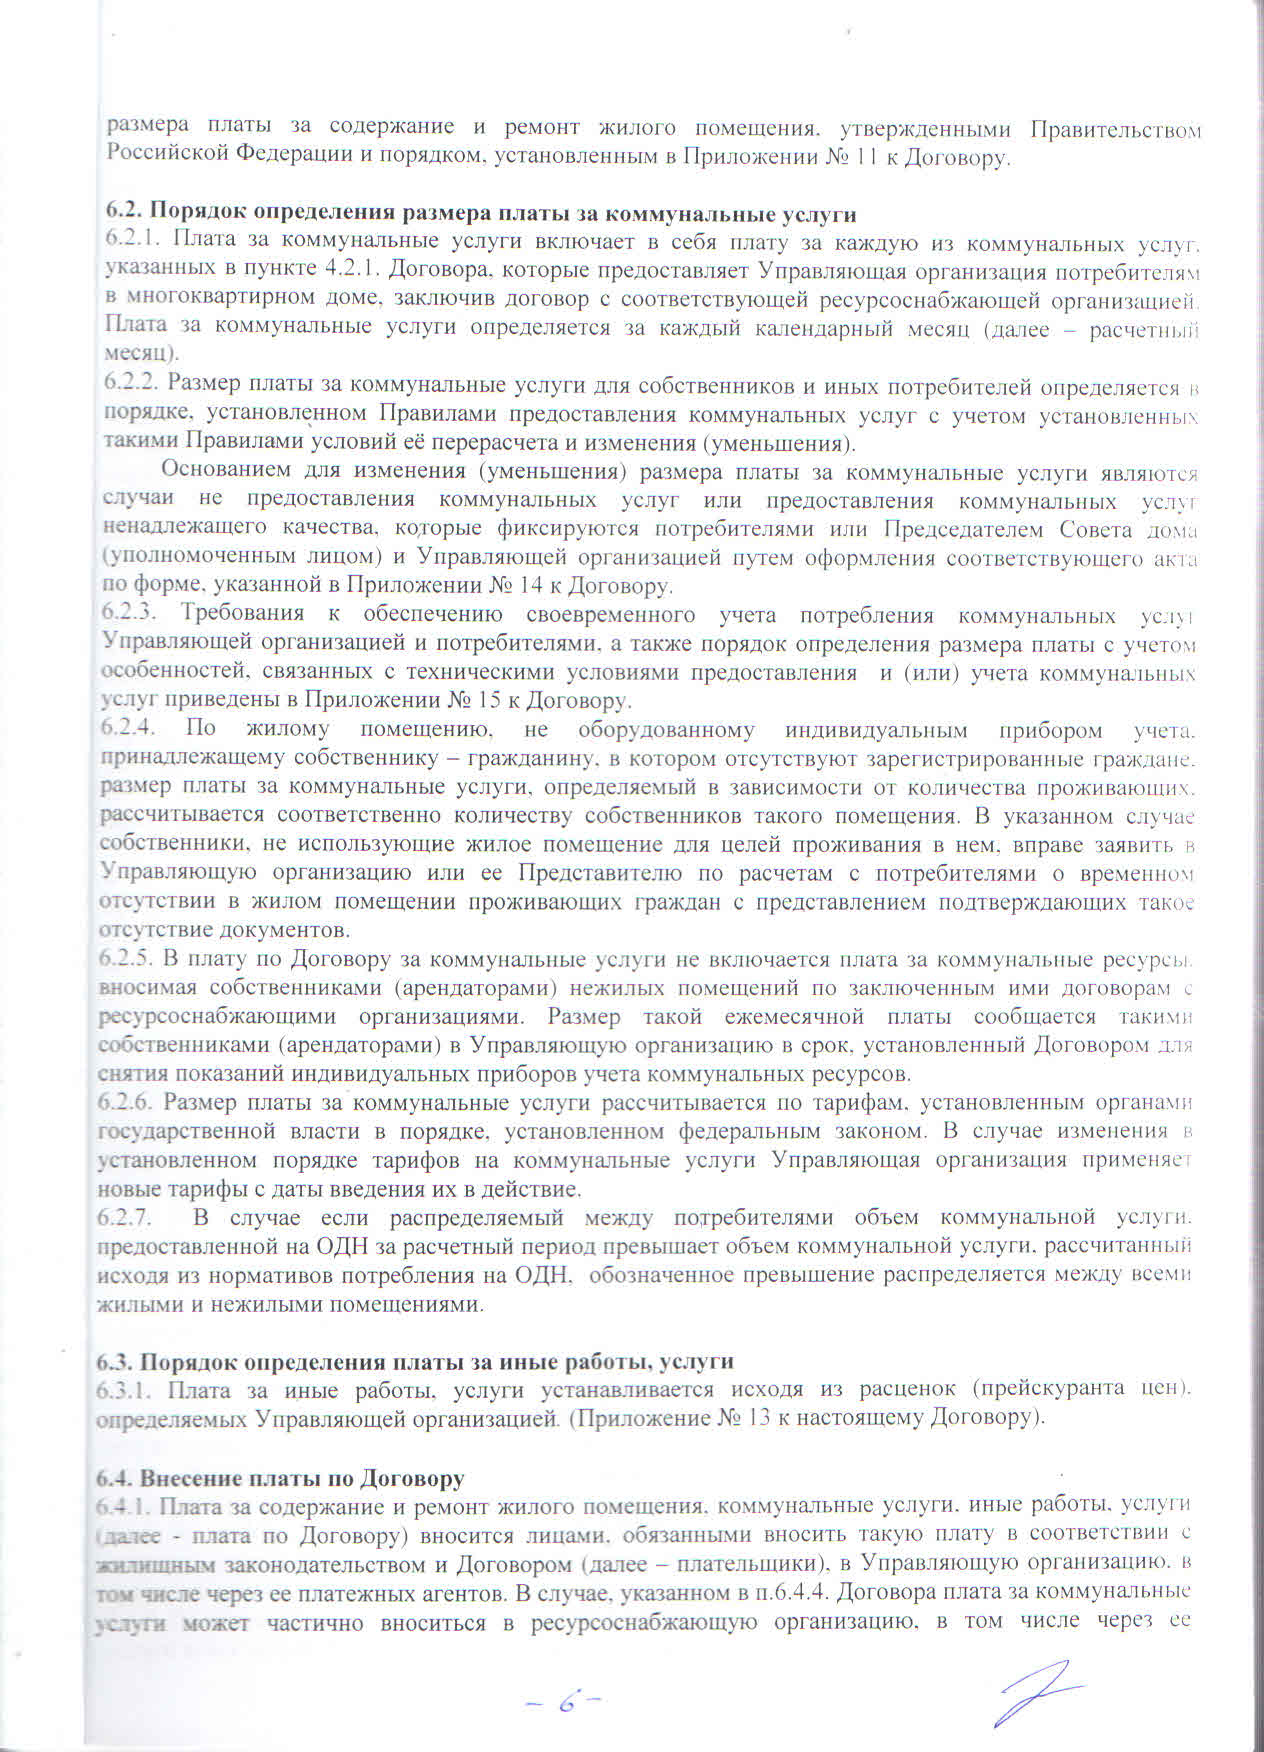 размера платы за содержание и ремонт жилого помещения, утвержденными Правительством
Российской Федерации и порядком, установленным в Приложении № 11 к Договору.
6.2. Порядок определения размера платы за коммунальные услуги
6.2.1. Плата за коммунальные услуги включает в себя плату за каждую из коммунальных услуг,
указанных в пункте 4.2.1. Договора, которые предоставляет Управляющая организация потребителям
в многоквартирном доме, заключив договор с соответствующей ресурсоснабжающей организацией.
Плата за коммунальные услуги определяется за каждый календарный месяц (далее – расчетный
месяц).
6.2.2. Размер платы за коммунальные услуги для собственников и иных потребителей определяется в
порядке, установленном Правилами предоставления коммунальных услуг с учетом установленных
такими Правилами условий её перерасчета и изменения (уменьшения).
Основанием для изменения (уменьшения) размера платы за коммунальные услуги являются
случаи не предоставления коммунальных услуг или предоставления коммунальных услуг
ненадлежащего качества, которые фиксируются потребителями или Председателем Совета дома
(уполномоченным лицом) и Управляющей организацией путем оформления соответствующего акта
по форме, указанной в Приложении № 14 к Договору.
6.2.3. Требования к обеспечению своевременного учета потребления коммунальных услуг
Управляющей организацией и потребителями, а также порядок определения размера платы с учетом
особенностей, связанных с техническими условиями предоставления и (или) учета коммунальных
услуг приведены в Приложении № 15 к Договору.
6.2.4. По жилому помещению, не оборудованному индивидуальным прибором учета,
принадлежащему собственнику – гражданину, в котором отсутствуют зарегистрированные граждане,
размер платы за коммунальные услуги, определяемый в зависимости от количества проживающих,
рассчитывается соответственно количеству собственников такого помещения. В указанном случае
собственники, не использующие жилое помещение для целей проживания в нем, вправе заявить в
Управляющую организацию или ее Представителю по расчетам с потребителями о временном
отсутствии в жилом помещении проживающих граждан с представлением подтверждающих такое
отсутствие документов.
6.2.5. В плату по Договору за коммунальные услуги не включается плата за коммунальные ресурсы,
вносимая собственниками (арендаторами) нежилых помещений по заключенным ими договорам с
ресурсоснабжающими организациями. Размер такой ежемесячной платы сообщается такими
собственниками (арендаторами) в Управляющую организацию в срок, установленный Договором для
снятия показаний индивидуальных приборов учета коммунальных ресурсов.
6.2.6. Размер платы за коммунальные услуги рассчитывается по тарифам, установленным органами
государственной власти в порядке, установленном федеральным законом. В случае изменения в
установленном порядке тарифов на коммунальные услуги Управляющая организация применяет
новые тарифы с даты введения их в действие.
6.2.7. В случае если распределяемый между потребителями объем коммунальной услуги,
предоставленной на ОДН за расчетный период превышает объем коммунальной услуги, рассчитанный
исходя из нормативов потребления на ОДН, обозначенное превышение распределяется между всеми
жилыми и нежилыми помещениями.
6.3. Порядок определения платы за иные работы, услуги
6.3.1. Плата за иные работы, услуги устанавливается исходя из расценок (прейскуранта цен),
определяемых Управляющей организацией. (Приложение № 13 к настоящему Договору).
6.4. Внесение платы по Договору
6.4.1. Плата за содержание и ремонт жилого помещения, коммунальные услуги, иные работы, услуги
(далее - плата по Договору) вносится лицами, обязанными вносить такую плату в соответствии с
жилищным законодательством и Договором (далее – плательщики), в Управляющую организацию, в
том числе через ее платежных агентов. В случае, указанном в п.6.4.4. Договора плата за коммунальные
услуги может частично вноситься в ресурсоснабжающую организацию, в том числе через ее
- 6 -